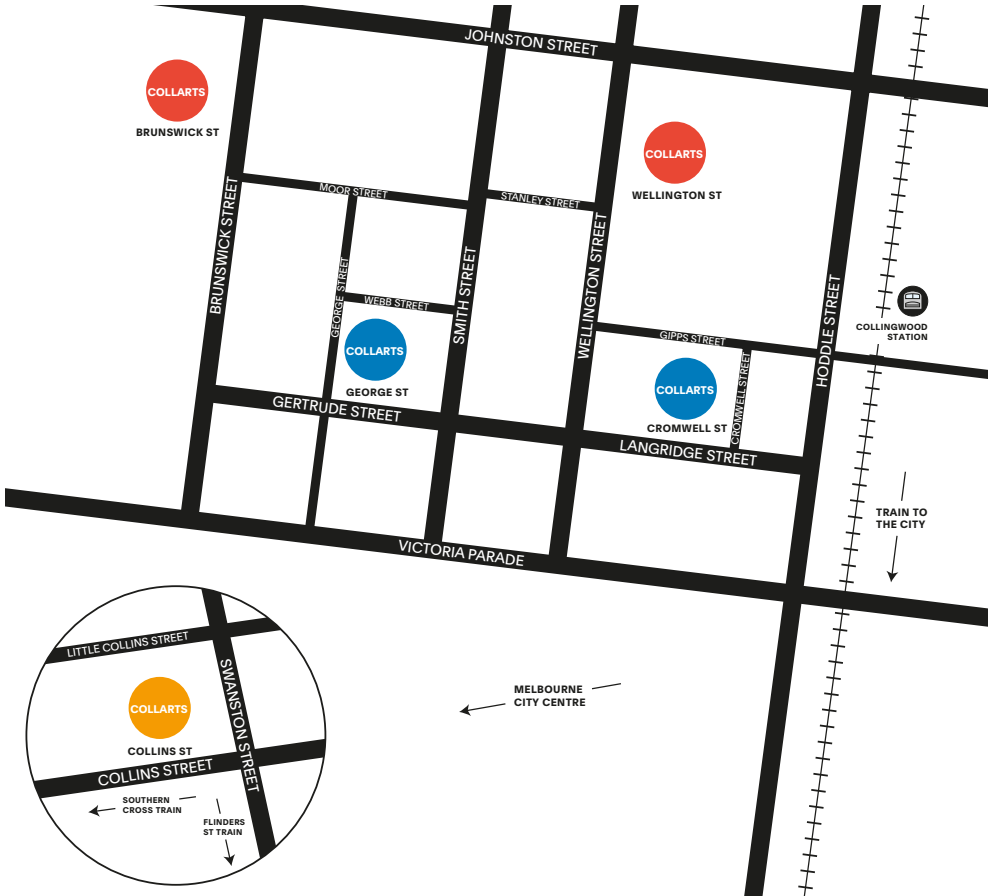 JOHNSTON STREET
COLLARTS
BRUNSWICK ST
COLLARTS
WELLINGTON ST
MOOR STREET
STANLEY STREET
BRUNSWICK STREET
GEORGE STREET
SMITH STREET
WELLINGTON STREET
HODDLE STREET
WEBB STREET
COLLINGWOOD
STATION
GIPPS STREET
COLLARTS
GEORGE ST
COLLARTS
CROMWELL ST
CROMWELL STREET
GERTRUDE STREET
LANGRIDGE STREET
TRAIN TO
THE CITY
VICTORIA PARADE
MELBOURNE
CITY CENTRE
LITTLE COLLINS STREET
SWANSTON STREET
COLLARTS
COLLINS ST
COLLINS STREET
SOUTHERN
CROSS TRAIN
FLINDERS
ST TRAIN